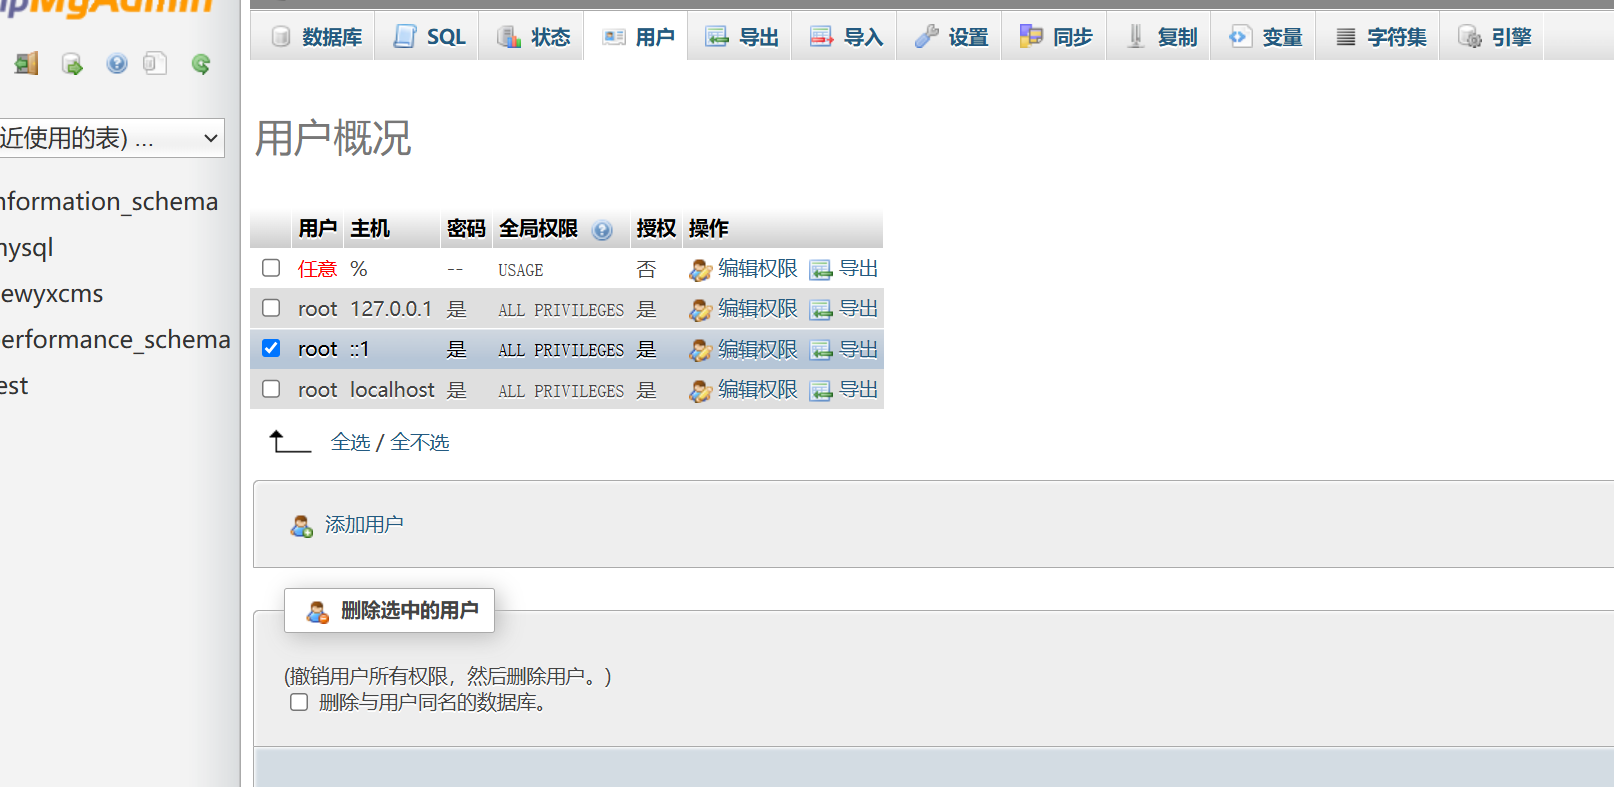 pMyAdmin
数据库 SQL 状态 用户 导出 导入 设置 同步 复制 变量 字符集 引擎
近使用的表) ...
nformation_schema
mysql
ewyxcms
erformance_schema
est
用户概况
用户 主机 密码 全局权限 授权 操作
任意 % -- USAGE 否 编辑权限 导出
root 127.0.0.1 是 ALL PRIVILEGES 是 编辑权限 导出
root ::1 是 ALL PRIVILEGES 是 编辑权限 导出
root localhost 是 ALL PRIVILEGES 是 编辑权限 导出
全选 / 全不选
添加用户
删除选中的用户
(撤销用户所有权限，然后删除用户。)
删除与用户同名的数据库。